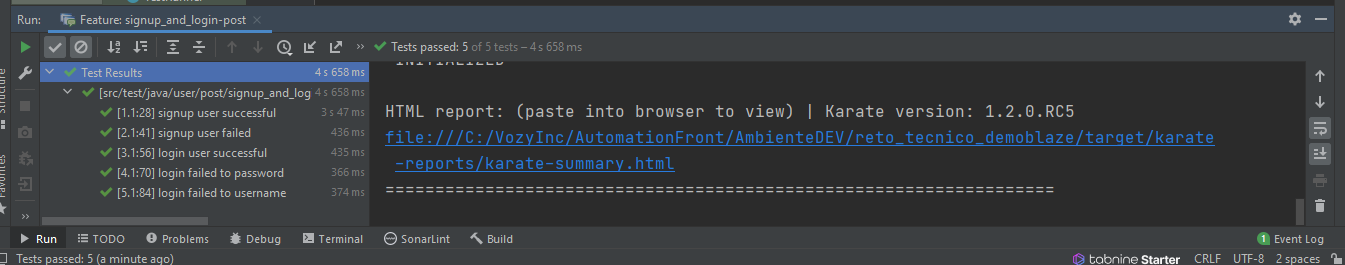 Run: Feature: signup_and_login-post
Tests passed: 5 of 5 tests – 4 s 658 ms
Test Results 4 s 658 ms
[src/test/java/user/post/signup_and_log 4 s 658 ms
[1.1:28] signup user successful 3 s 47 ms
[2.1:41] signup user failed 436 ms
[3.1:56] login user successful 435 ms
[4.1:70] login failed to password 366 ms
[5.1:84] login failed to username 374 ms
HTML report: (paste into browser to view) | Karate version: 1.2.0.RC5
file:///C:/VozyInc/AutomationFront/AmbienteDEV/reto_tecnico_demoblaze/target/karate
-reports/karate-summary.html
===================================================================
Run TODO Problems Debug Terminal SonarLint Build 1 Event Log
Tests passed: 5 (a minute ago) tabnine Starter CRLF UTF-8 2 spaces